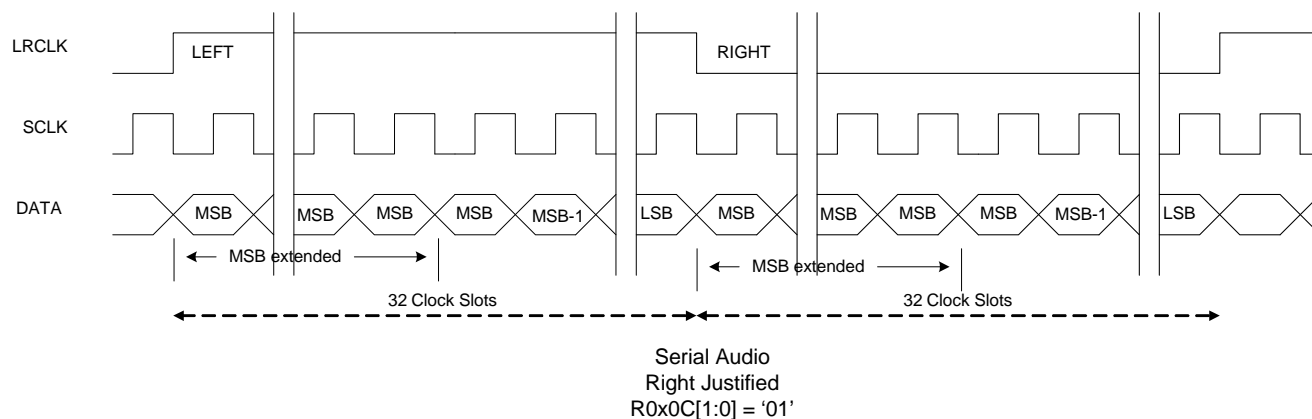 LRCLK
LEFT
RIGHT
SCLK
DATA
MSB MSB MSB MSB MSB-1 LSB MSB MSB MSB MSB MSB-1 LSB
MSB extended MSB extended
32 Clock Slots 32 Clock Slots
Serial Audio
Right Justified
R0x0C[1:0] = ‘01’